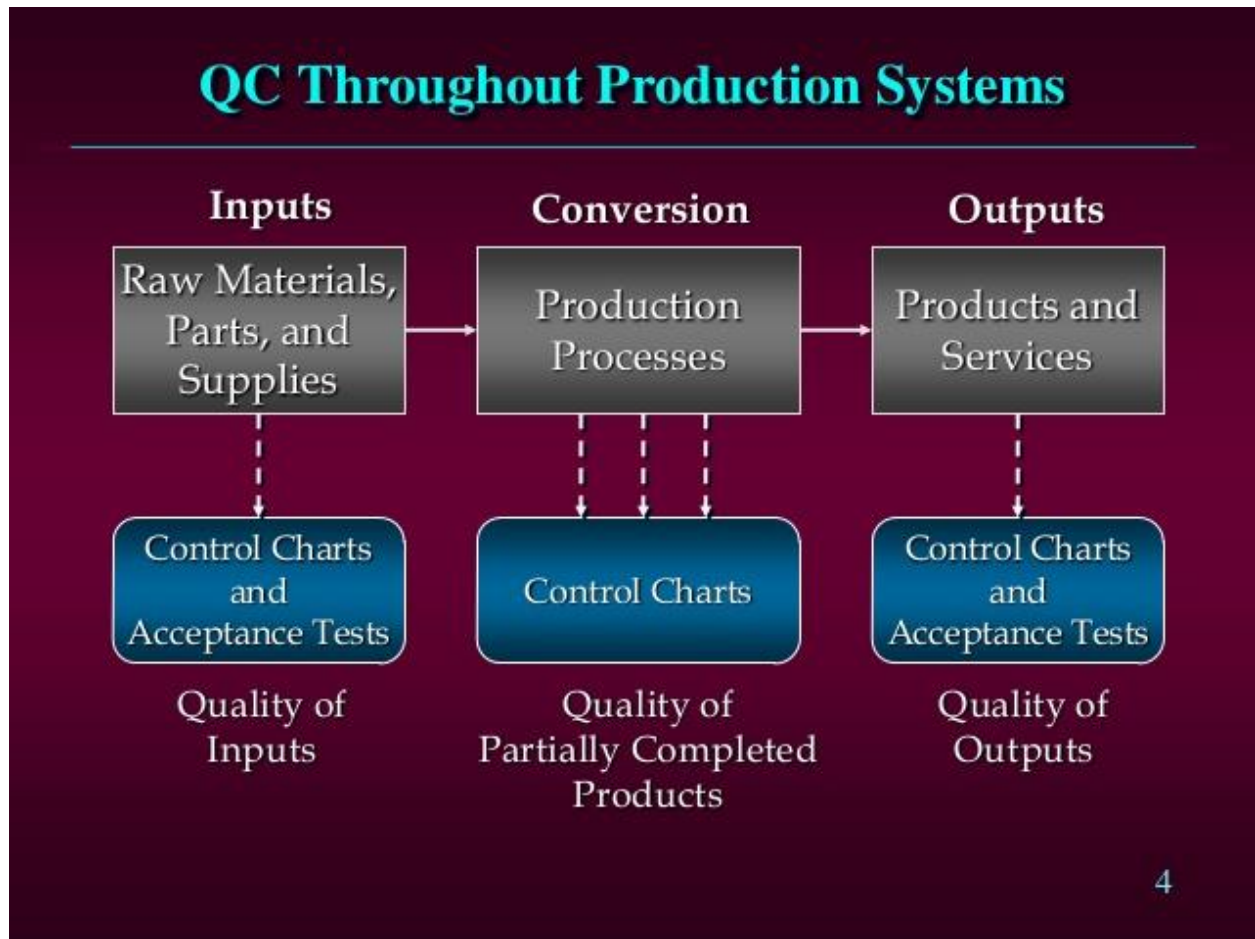 QC Throughout Production Systems
Inputs
Conversion
Outputs
Raw Materials,
Parts, and
Supplies
Production
Processes
Products and
Services
Control Charts
and
Acceptance Tests
Control Charts
Control Charts
and
Acceptance Tests
Quality of
Inputs
Quality of
Partially Completed
Products
Quality of
Outputs
4